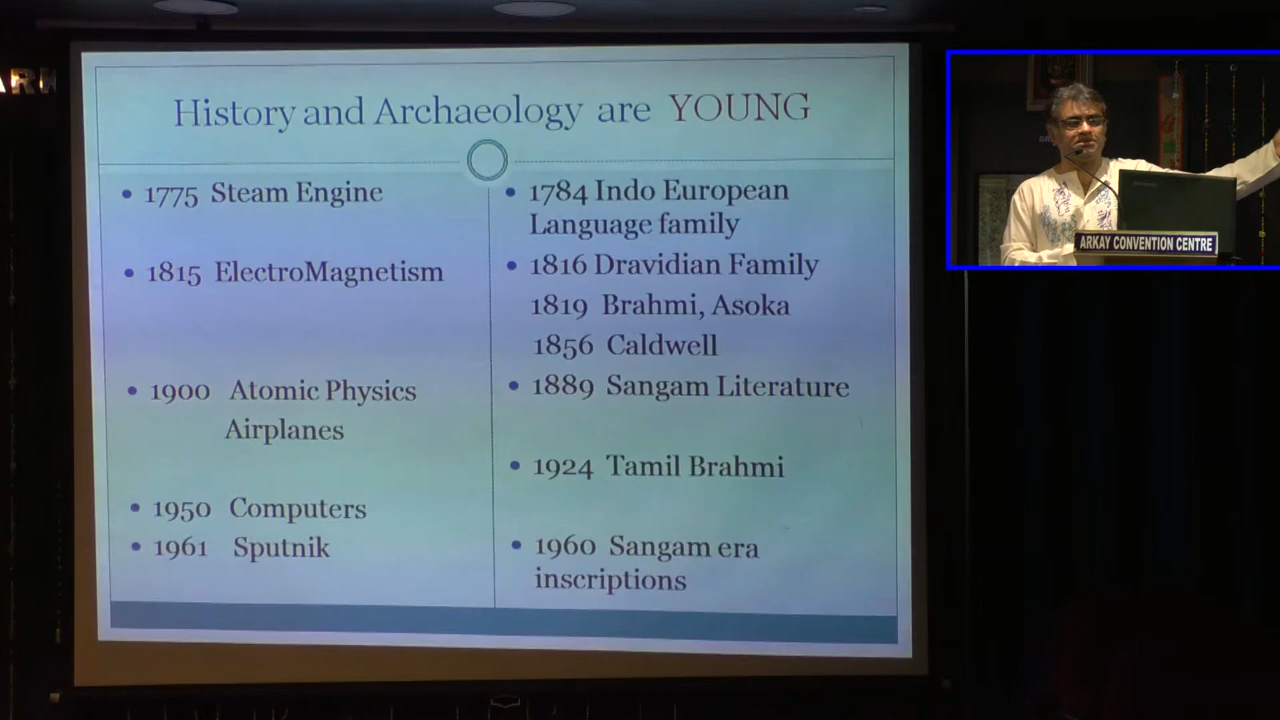 History and Archaeology are YOUNG
1775 Steam Engine
1815 ElectroMagnetism
1900 Atomic Physics
Airplanes
1950 Computers
1961 Sputnik
1784 Indo European
Language family
1816 Dravidian Family
1819 Brahmi, Asoka
1856 Caldwell
1889 Sangam Literature
1924 Tamil Brahmi
1960 Sangam era
inscriptions
ARKAY CONVENTION CENTRE